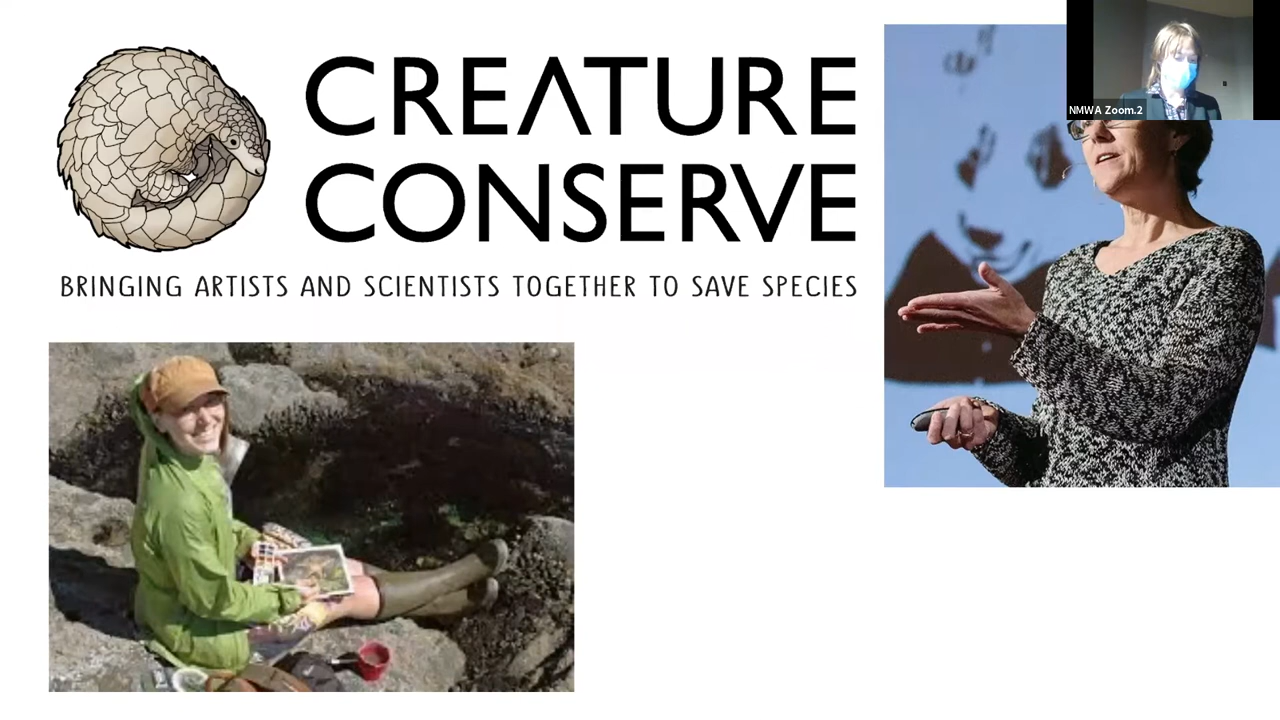 CREATURE
CONSERVE
BRINGING ARTISTS AND SCIENTISTS TOGETHER TO SAVE SPECIES
NMWA Zoom.2